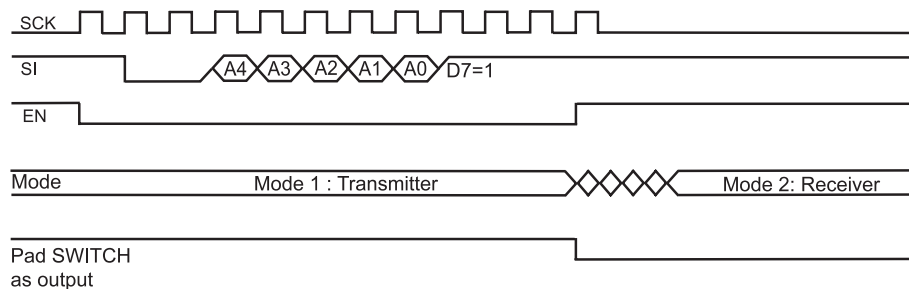 SCK
SI
A4 A3 A2 A1 A0 D7=1
EN
Mode
Mode 1 : Transmitter
Mode 2: Receiver
Pad SWITCH
as output